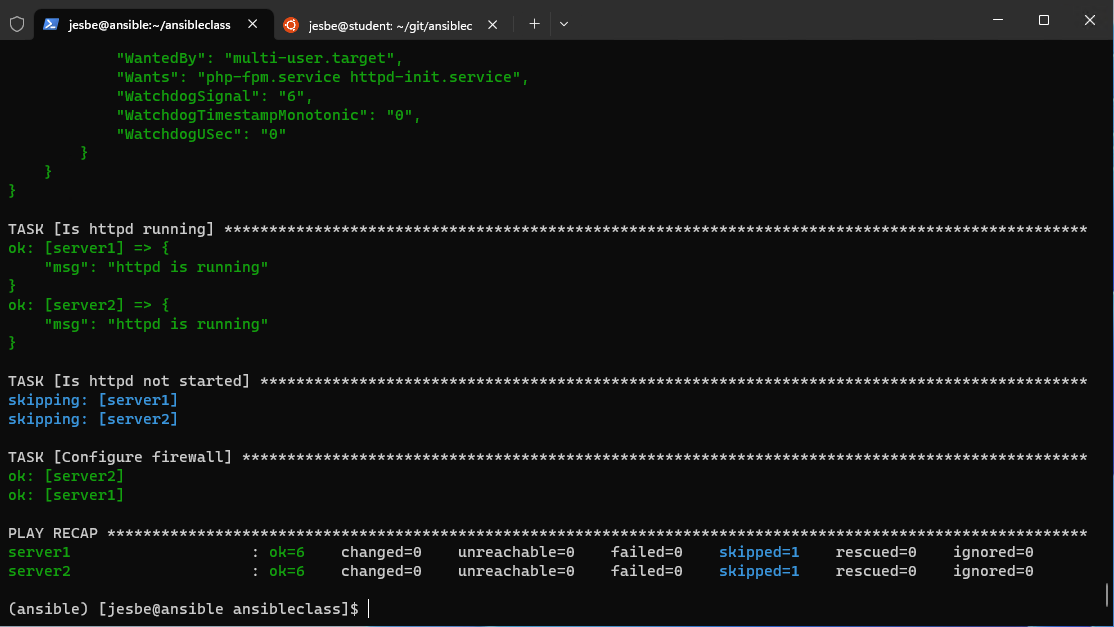 jesbe@ansible:~/ansibleclass
jesbe@student: ~/git/ansiblec
            "WantedBy": "multi-user.target",
            "Wants": "php-fpm.service httpd-init.service",
            "WatchdogSignal": "6",
            "WatchdogTimestampMonotonic": "0",
            "WatchdogUSec": "0"
        }
    }
}
TASK [Is httpd running] ************************************************************************************************
ok: [server1] => {
    "msg": "httpd is running"
}
ok: [server2] => {
    "msg": "httpd is running"
}
TASK [Is httpd not started] ********************************************************************************************
skipping: [server1]
skipping: [server2]
TASK [Configure firewall] **********************************************************************************************
ok: [server2]
ok: [server1]
PLAY RECAP *************************************************************************************************************
server1                    : ok=6    changed=0    unreachable=0    failed=0    skipped=1    rescued=0    ignored=0
server2                    : ok=6    changed=0    unreachable=0    failed=0    skipped=1    rescued=0    ignored=0
(ansible) [jesbe@ansible ansibleclass]$